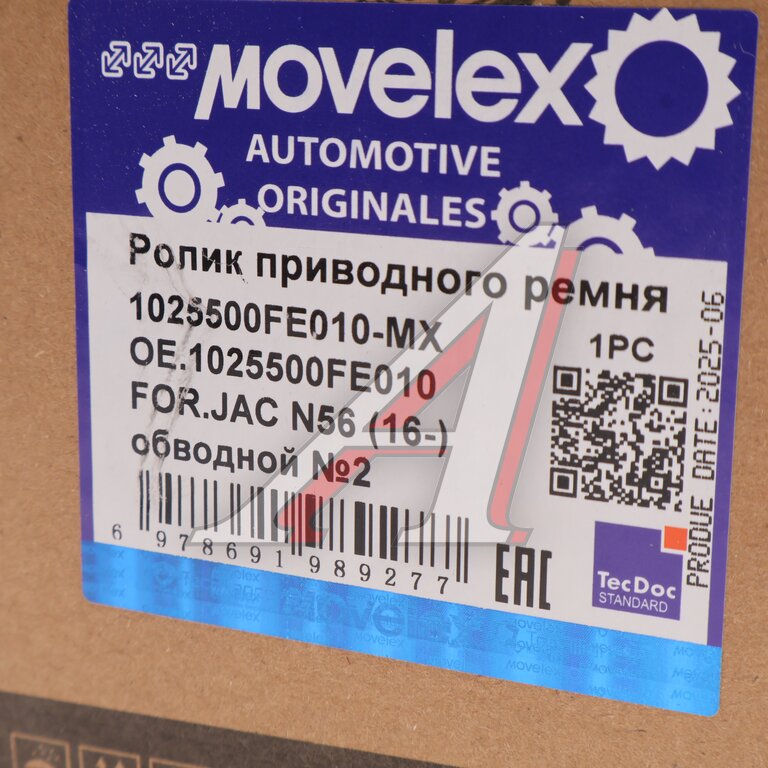 MOVELEX
AUTOMOTIVE
ORIGINALES
Ролик приводного ремня
1025500FE010-MX
OE.1025500FE010
FOR.JAC N56 (16-)
обводной №2
1PC
PRODUE DATE:2025-06
6 978691 989277
EAC
TecDoc
STANDARD
MOVELEX